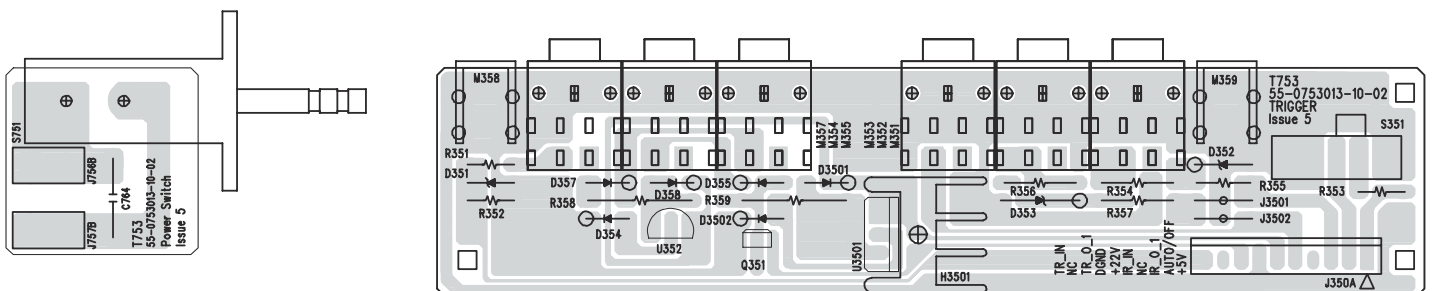 S751
J756B
C764
J757B
T753
55-0753013-10-02
Power Switch
Issue 5
M358
M357
M354
M355
M353
M352
M351
M359
T753
55-0753013-10-02
TRIGGER
Issue 5
S351
R351
D351
R352
D357
R358
D354
D358
U352
D355
R359
D3502
Q351
D3501
U3501
H3501
R356
D353
R354
R357
D352
R355
J3501
J3502
R353
TR_IN
NC
TR_O_1
DGND
+22V
IR_IN
NC
IR_O_1
AUTO/OFF
+5V
J350A